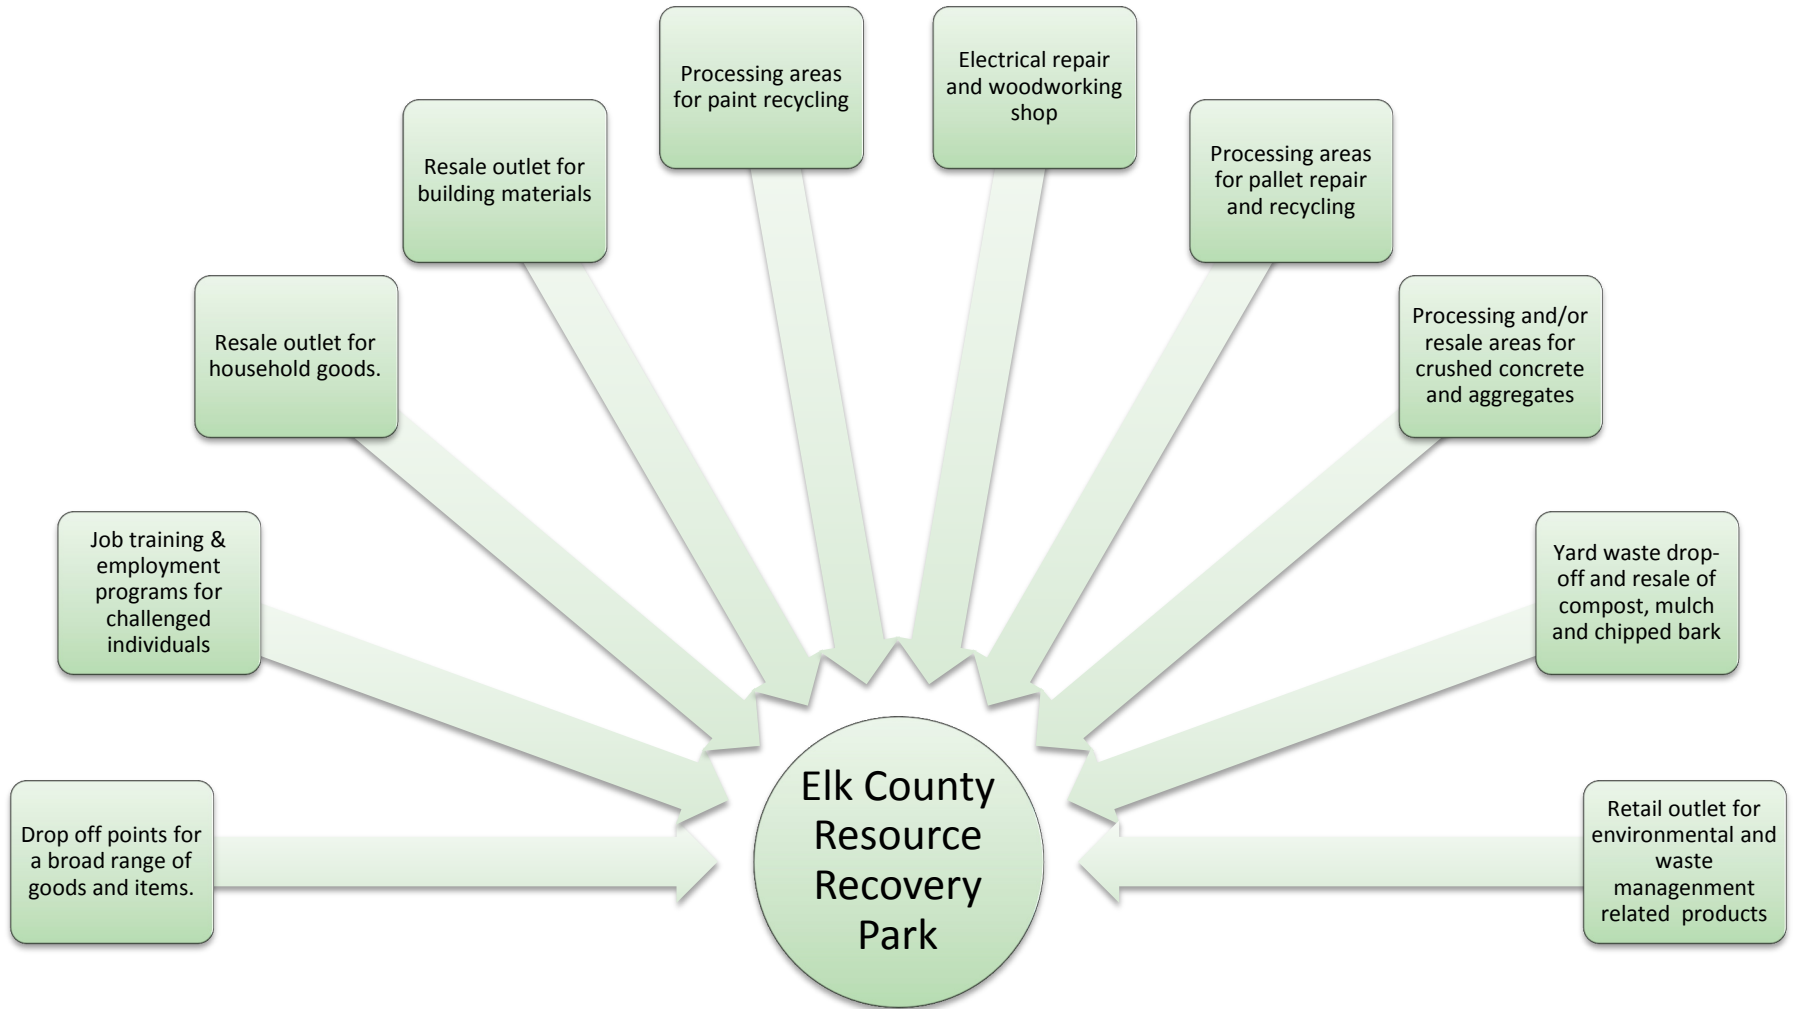 Processing areas
for paint recycling
Electrical repair
and woodworking
shop
Resale outlet for
building materials
Processing areas
for pallet repair
and recycling
Resale outlet for
household goods.
Processing and/or
resale areas for
crushed concrete
and aggregates
Job training &
employment
programs for
challenged
individuals
Yard waste drop-
off and resale of
compost, mulch
and chipped bark
Drop off points for
a broad range of
goods and items.
Elk County
Resource
Recovery
Park
Retail outlet for
environmental and
waste
managenment
related  products